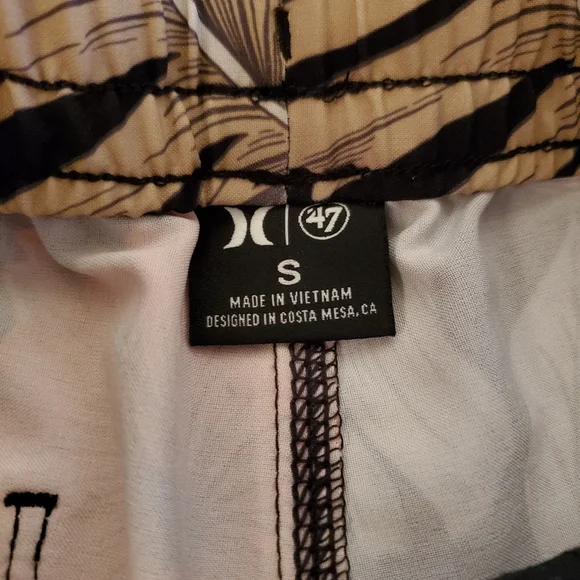 47
S
MADE IN VIETNAM
DESIGNED IN COSTA MESA, CA